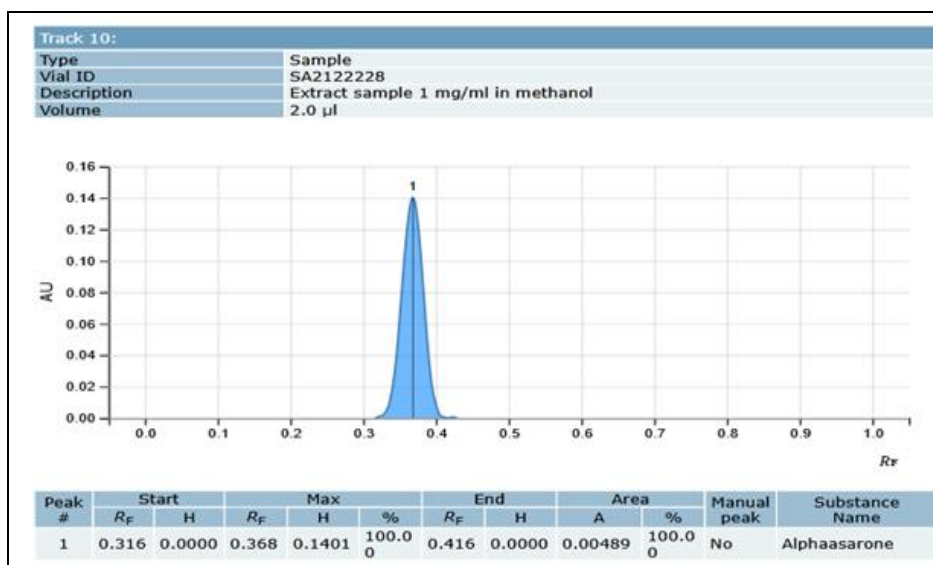 Track 10:
Type Sample
Vial ID SA2122228
Description Extract sample 1 mg/ml in methanol
Volume 2.0 µl
0.16
1
0.14
0.12
0.10
AU
0.08
0.06
0.04
0.02
0.00
0.0 0.1 0.2 0.3 0.4 0.5 0.6 0.7 0.8 0.9 1.0
RF
Peak # Start Max End Area Manual peak Substance Name
RF H RF H % RF H A %
1 0.316 0.0000 0.368 0.1401 100.00 0.416 0.0000 0.00489 100.00 No Alphaasarone